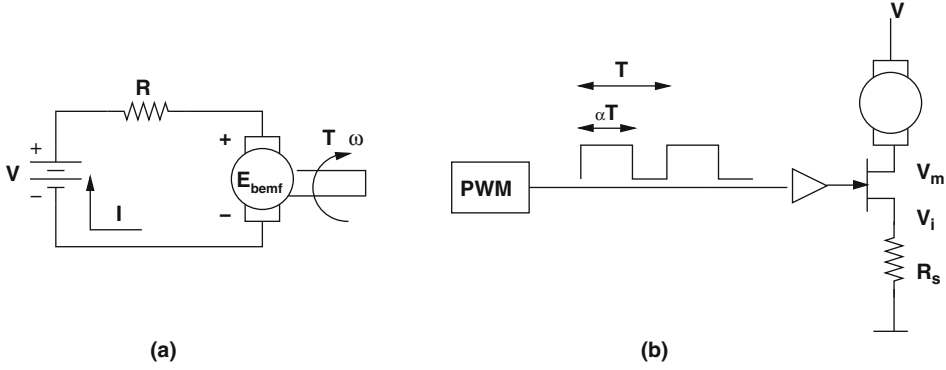 R
+
V
−
I
+
E_bemf
−
T ω
(a)
T
αT
PWM
V
V_m
V_i
R_s
(b)